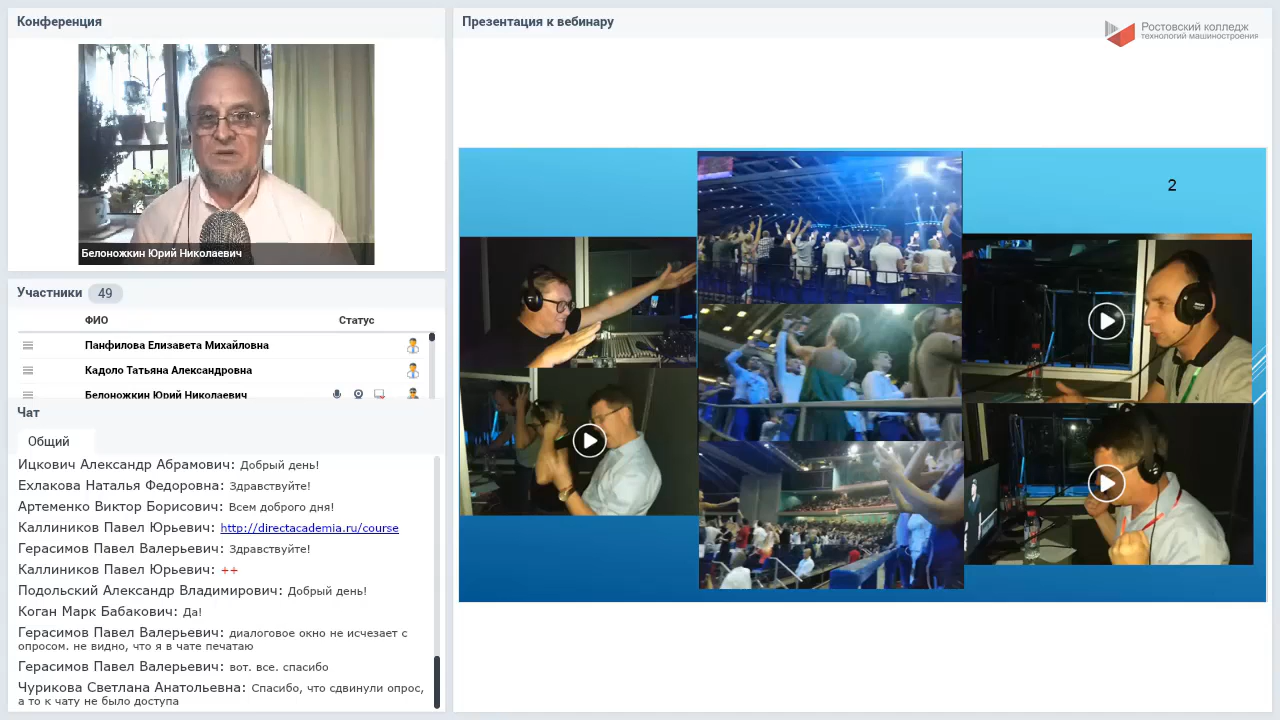 Конференция
Белоножкин Юрий Николаевич
Участники 49
ФИО Статус
Панфилова Елизавета Михайловна
Кадоло Татьяна Александровна
Белоножкин Юрий Николаевич
Чат
Общий
Ицкович Александр Абрамович: Добрый день!
Ехлакова Наталья Федоровна: Здравствуйте!
Артеменко Виктор Борисович: Всем доброго дня!
Каллиников Павел Юрьевич: http://directacademia.ru/course
Герасимов Павел Валерьевич: Здравствуйте!
Каллиников Павел Юрьевич: ++
Подольский Александр Владимирович: Добрый день!
Коган Марк Бабакович: Да!
Герасимов Павел Валерьевич: диалоговое окно не исчезает с
опросом. не видно, что я в чате печатаю
Герасимов Павел Валерьевич: вот. все. спасибо
Чурикова Светлана Анатольевна: Спасибо, что сдвинули опрос,
а то к чату не было доступа
Презентация к вебинару
Ростовский колледж
технологий машиностроения
2